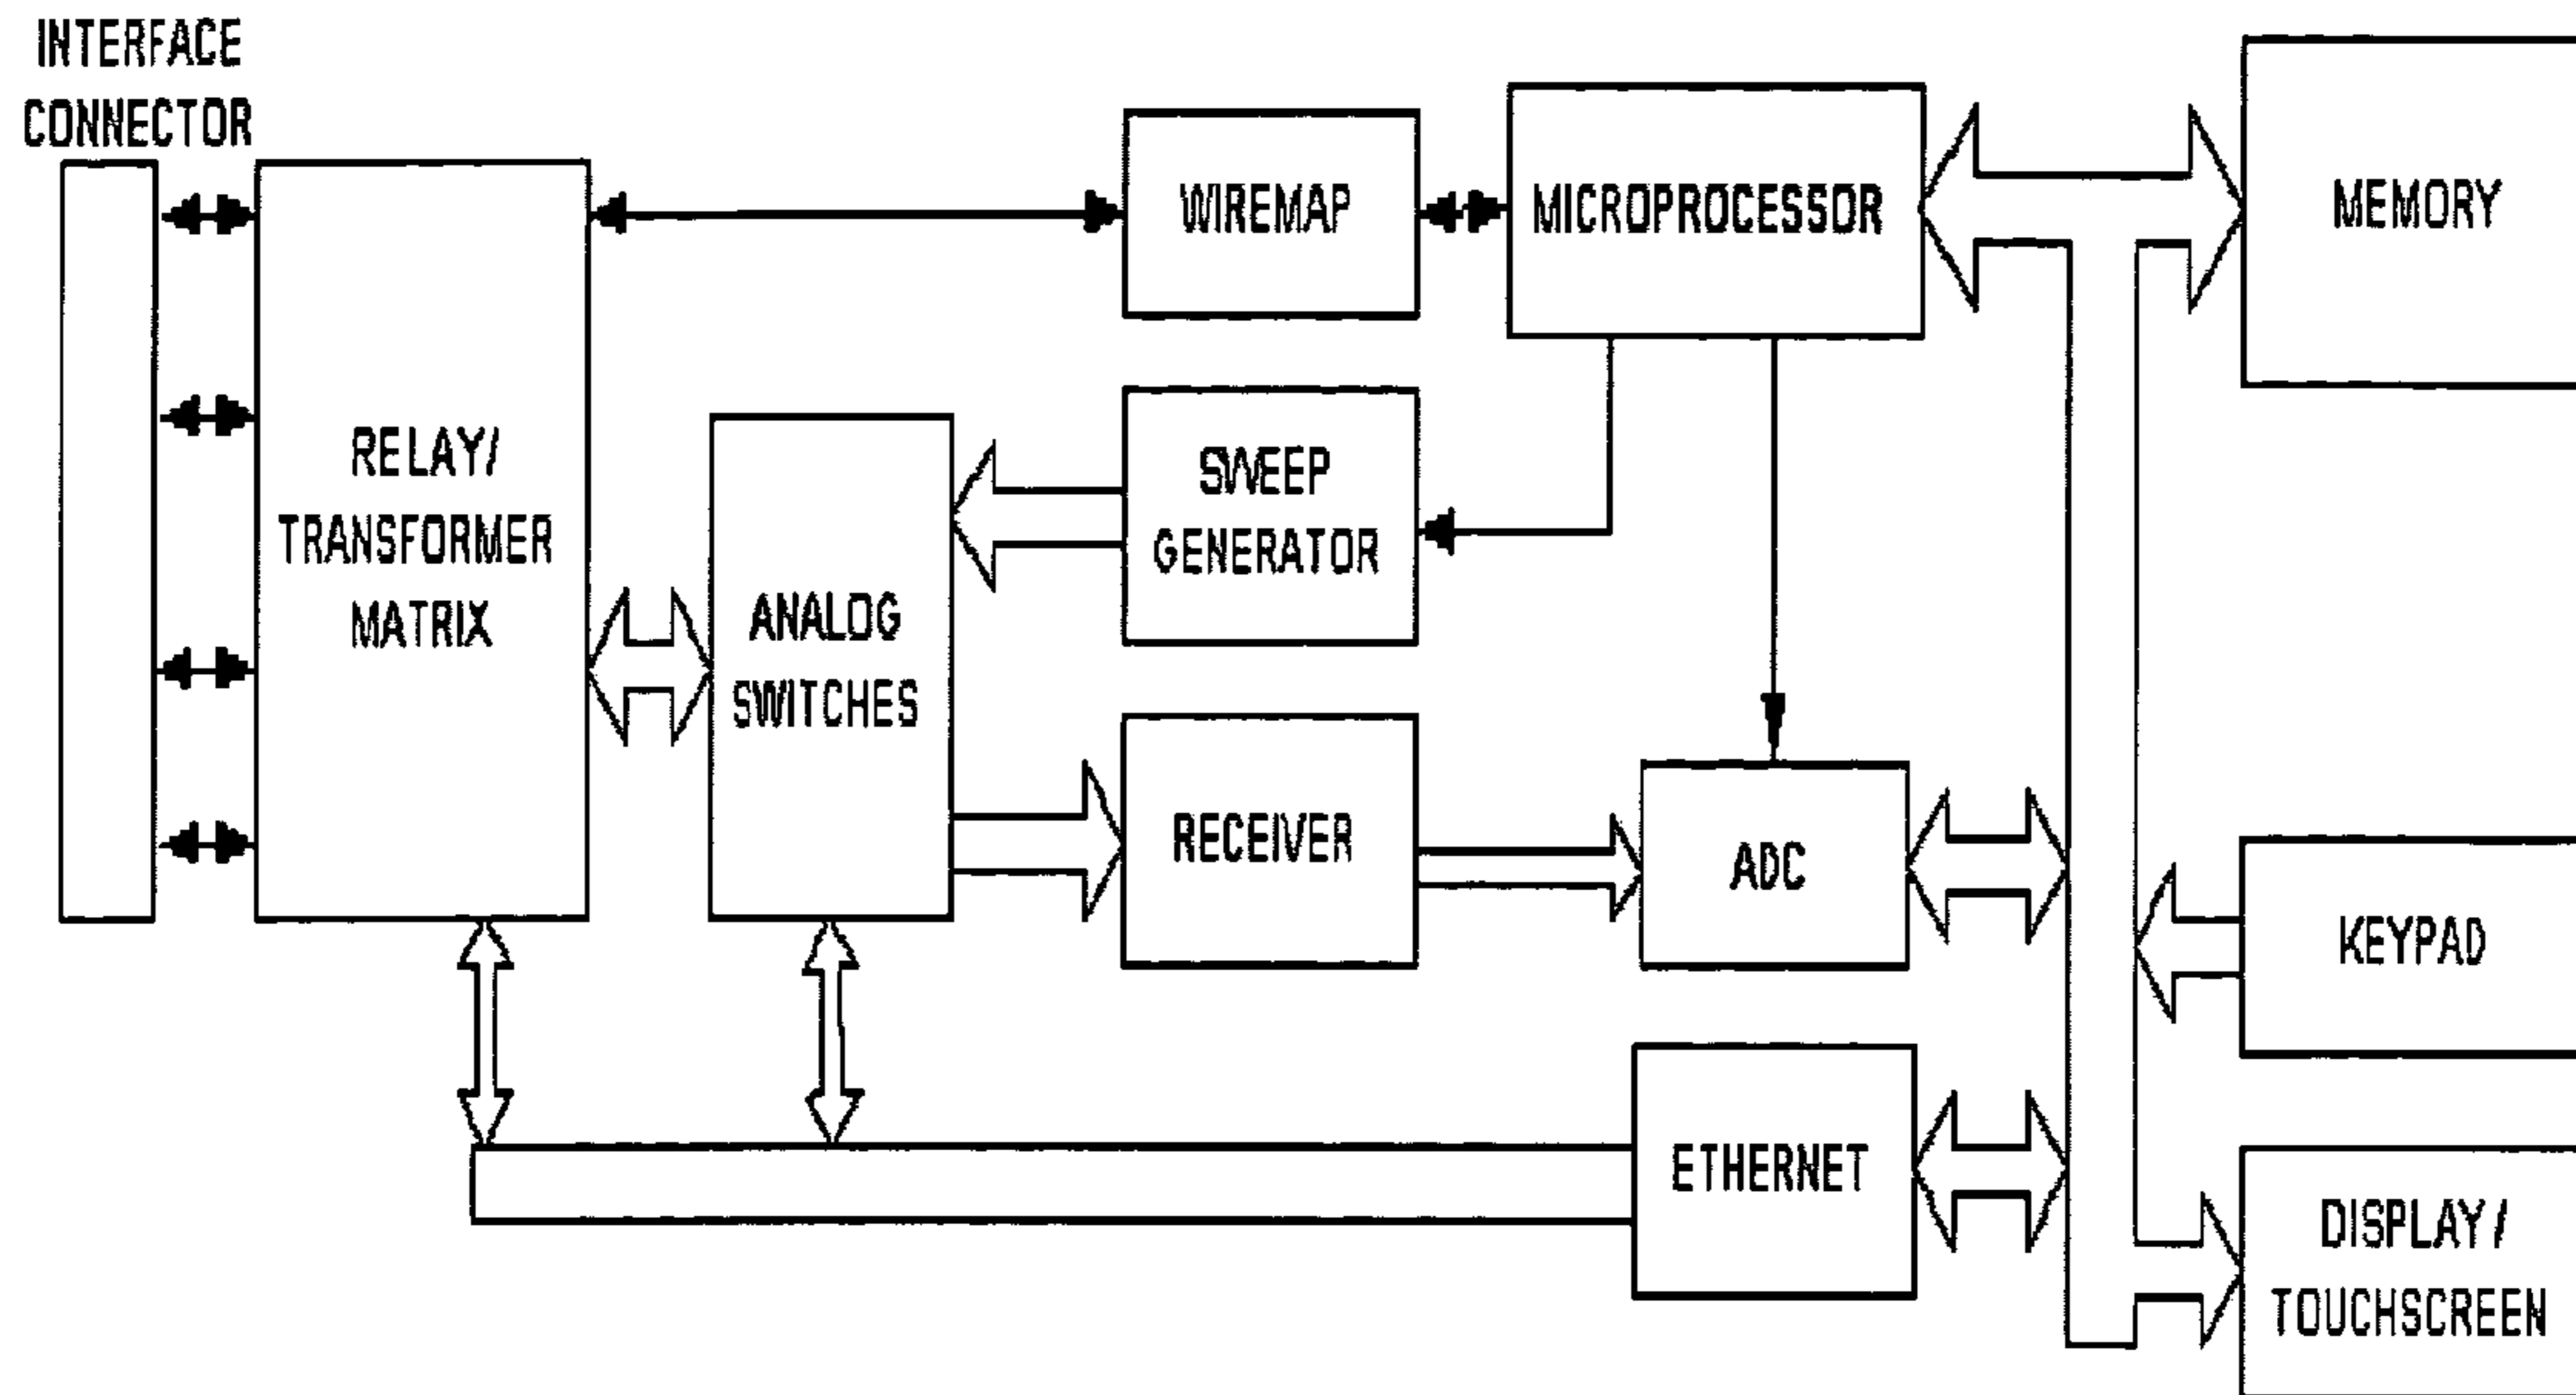 INTERFACE
CONNECTOR
RELAY/
TRANSFORMER
MATRIX
ANALOG
SWITCHES
WIREMAP
SWEEP
GENERATOR
RECEIVER
MICROPROCESSOR
ADC
ETHERNET
MEMORY
KEYPAD
DISPLAY/
TOUCHSCREEN